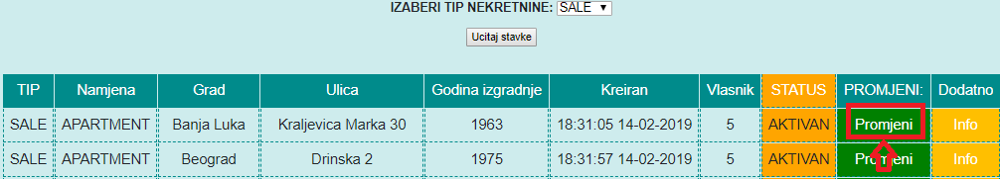 IZABERI TIP NEKRETNINE: SALE
Ucitaj stavke
TIP Namjena Grad Ulica Godina izgradnje Kreiran Vlasnik STATUS PROMJENI: Dodatno
SALE APARTMENT Banja Luka Kraljevica Marka 30 1963 18:31:05 14-02-2019 5 AKTIVAN Promjeni Info
SALE APARTMENT Beograd Drinska 2 1975 18:31:57 14-02-2019 5 AKTIVAN Promjeni Info